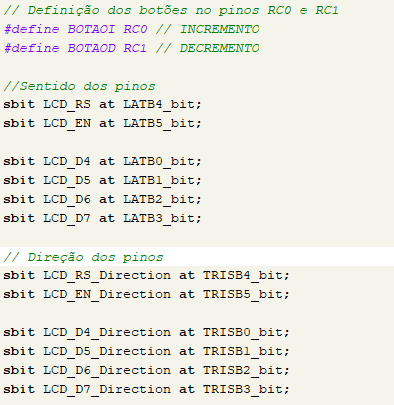 // Definição dos botões no pinos RC0 e RC1
#define BOTAOI RC0 // INCREMENTO
#define BOTAOD RC1 // DECREMENTO
//Sentido dos pinos
sbit LCD_RS at LATB4_bit;
sbit LCD_EN at LATB5_bit;
sbit LCD_D4 at LATB0_bit;
sbit LCD_D5 at LATB1_bit;
sbit LCD_D6 at LATB2_bit;
sbit LCD_D7 at LATB3_bit;
// Direção dos pinos
sbit LCD_RS_Direction at TRISB4_bit;
sbit LCD_EN_Direction at TRISB5_bit;
sbit LCD_D4_Direction at TRISB0_bit;
sbit LCD_D5_Direction at TRISB1_bit;
sbit LCD_D6_Direction at TRISB2_bit;
sbit LCD_D7_Direction at TRISB3_bit;